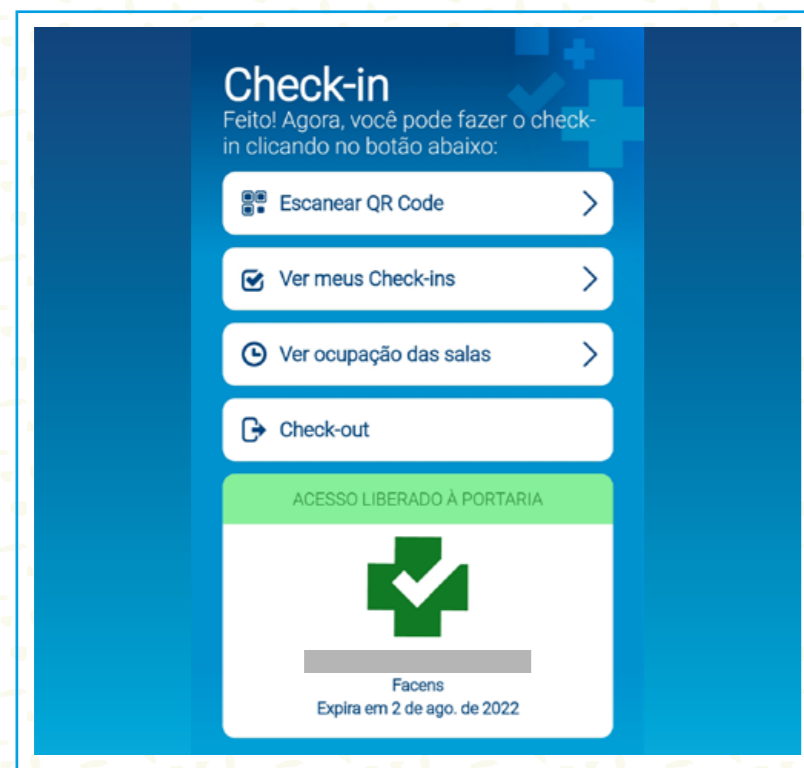 Check-in
Feito! Agora, você pode fazer o check-
in clicando no botão abaixo:
Escanear QR Code
Ver meus Check-ins
Ver ocupação das salas
Check-out
ACESSO LIBERADO À PORTARIA
Facens
Expira em 2 de ago. de 2022